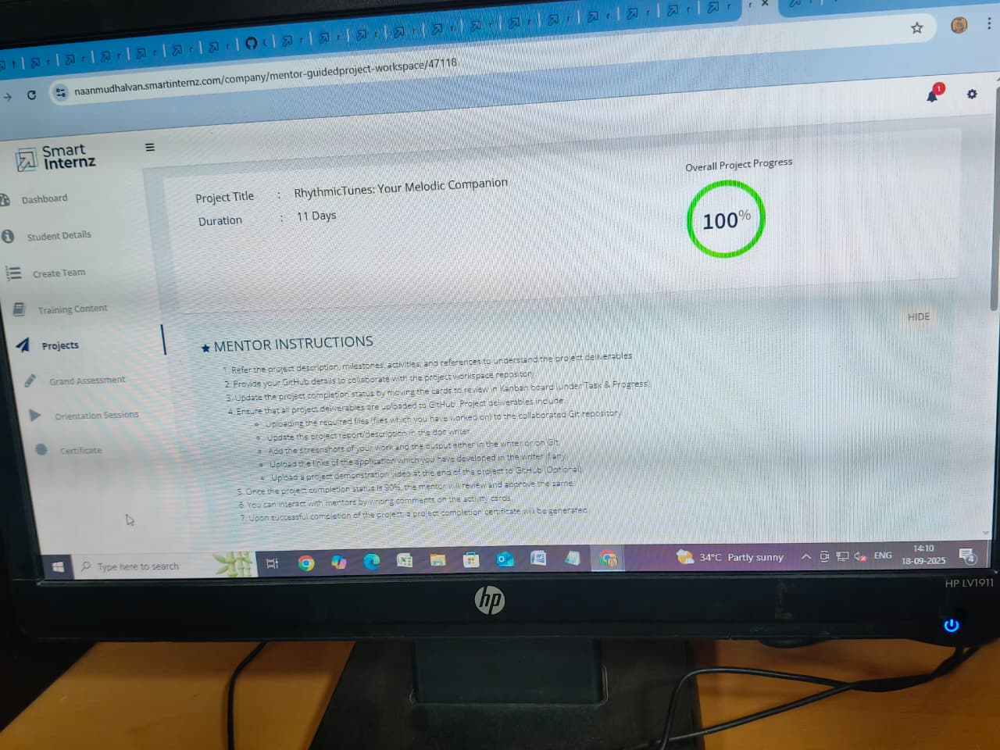 naanmudhalvan.smartinternz.com/company/mentor-guidedproject-workspace/47118
1
Smart
Internz
Overall Project Progress
Project Title : RhythmicTunes: Your Melodic Companion
Duration : 11 Days
100%
Dashboard
Student Details
Create Team
Training Content
Projects
Grand Assessment
Orientation Sessions
Certificate
HIDE
MENTOR INSTRUCTIONS
1. Refer the project description, milestones, activities, and references to understand the project deliverables
2. Provide your GitHub details to collaborate with the project workspace repository
3. Update the project completion status by moving the cards to review in Kanban board (under Task & Progress)
4. Ensure that all project deliverables are uploaded to GitHub. Project deliverables include:
Uploading the required files (files which you have worked on) to the collaborated Git repository
Update the project report/description in the doc writer
Add the screenshots of your work and the output either in the writer or on Git
Upload the links of the application which you have developed in the writer if any
Upload a project demonstration video at the end of the project to GitHub (Optional)
5. Once the project completion status is 90%, the mentor will review and approve the same
6. You can interact with mentors by writing comments on the activity cards
7. Upon successful completion of the project, a project completion certificate will be generated
Type here to search
34°C Partly sunny
ENG
14:10
18-09-2025
4
hp
HP LV1911